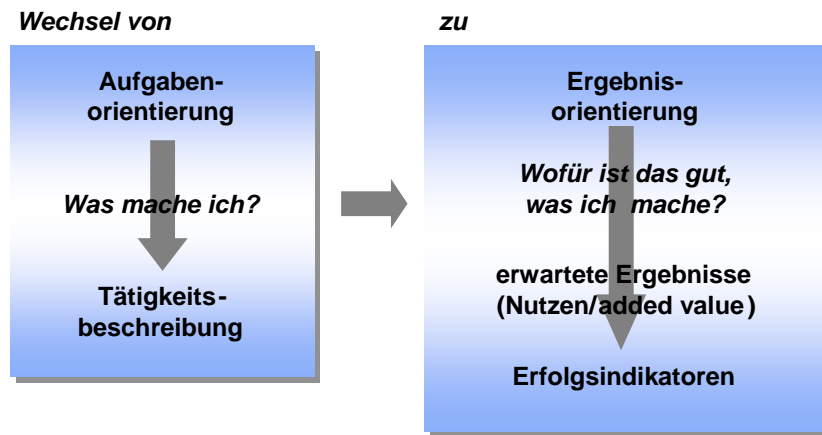 Wechsel von
Aufgaben-
orientierung
Was mache ich?
Tätigkeits-
beschreibung
zu
Ergebnis-
orientierung
Wofür ist das gut,
was ich mache?
erwartete Ergebnisse
(Nutzen/added value)
Erfolgsindikatoren